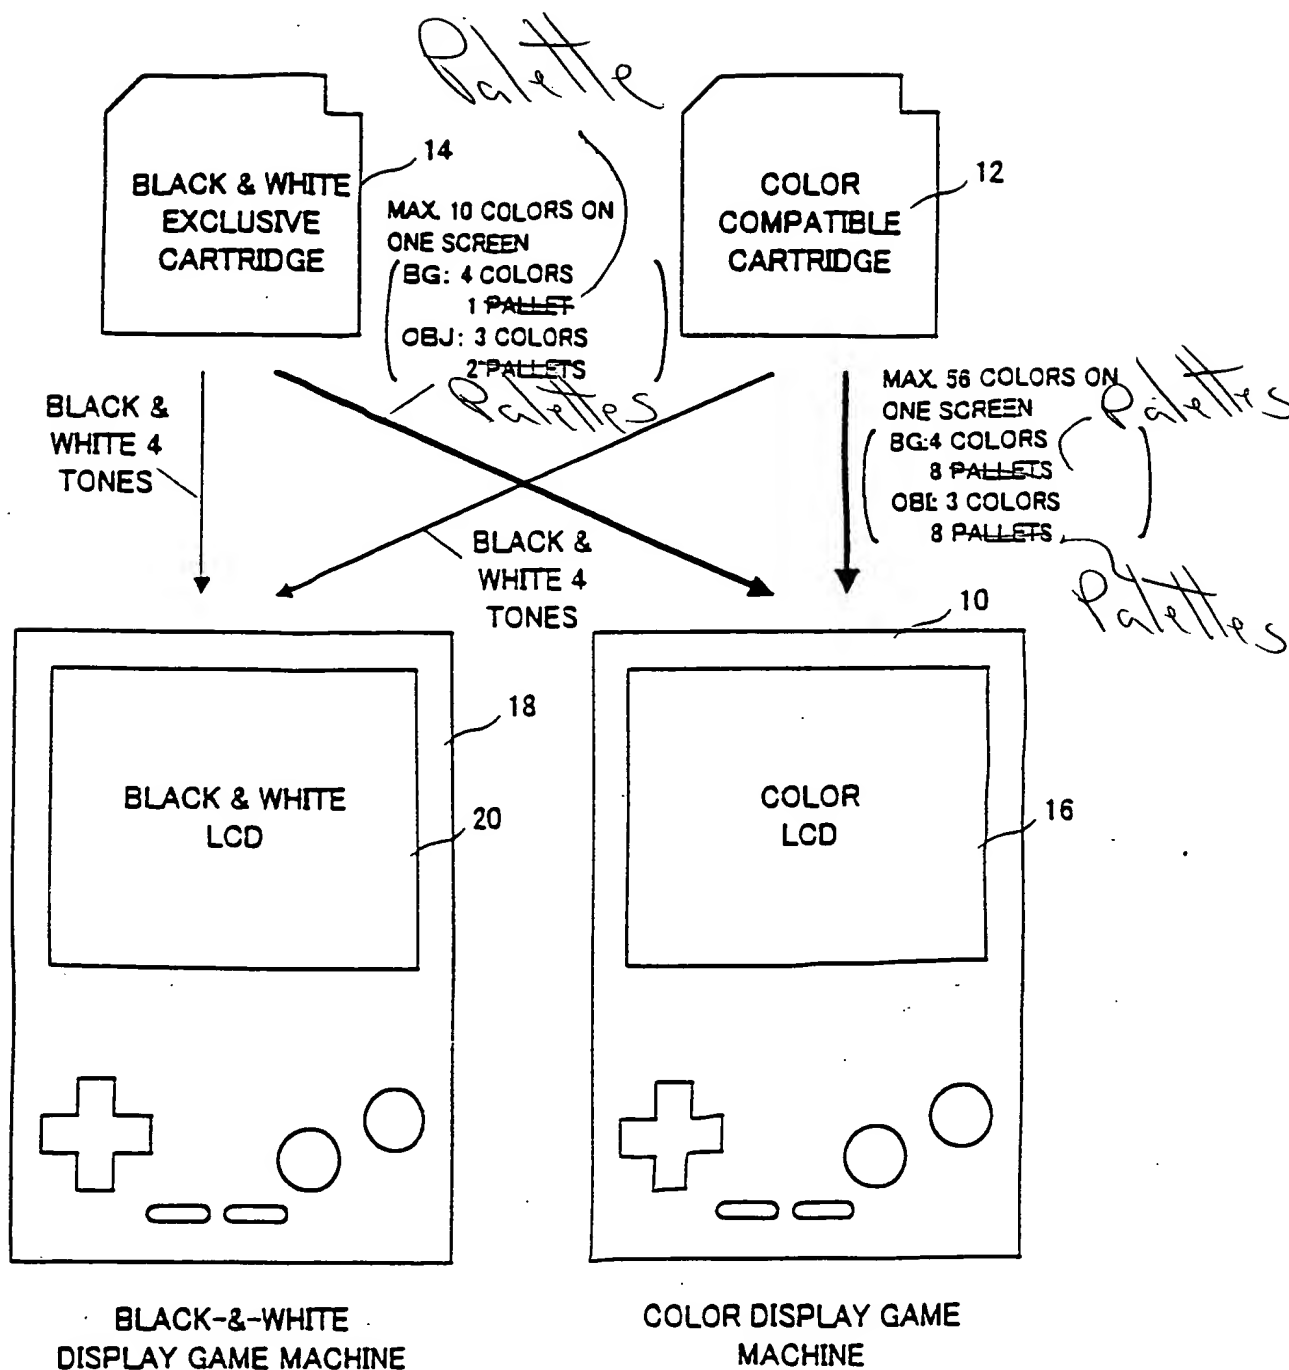 Palette
14
BLACK & WHITE
EXCLUSIVE
CARTRIDGE
MAX. 10 COLORS ON
ONE SCREEN
BG: 4 COLORS
1 PALLET
OBJ: 3 COLORS
2 PALLETS
Palettes
12
COLOR
COMPATIBLE
CARTRIDGE
BLACK &
WHITE 4
TONES
BLACK &
WHITE 4
TONES
MAX. 56 COLORS ON
ONE SCREEN
BG:4 COLORS
8 PALLETS
Palettes
OBJ: 3 COLORS
8 PALLETS
Palettes
10
18
BLACK & WHITE
LCD
20
COLOR
LCD
16
BLACK-&-WHITE
DISPLAY GAME MACHINE
COLOR DISPLAY GAME
MACHINE